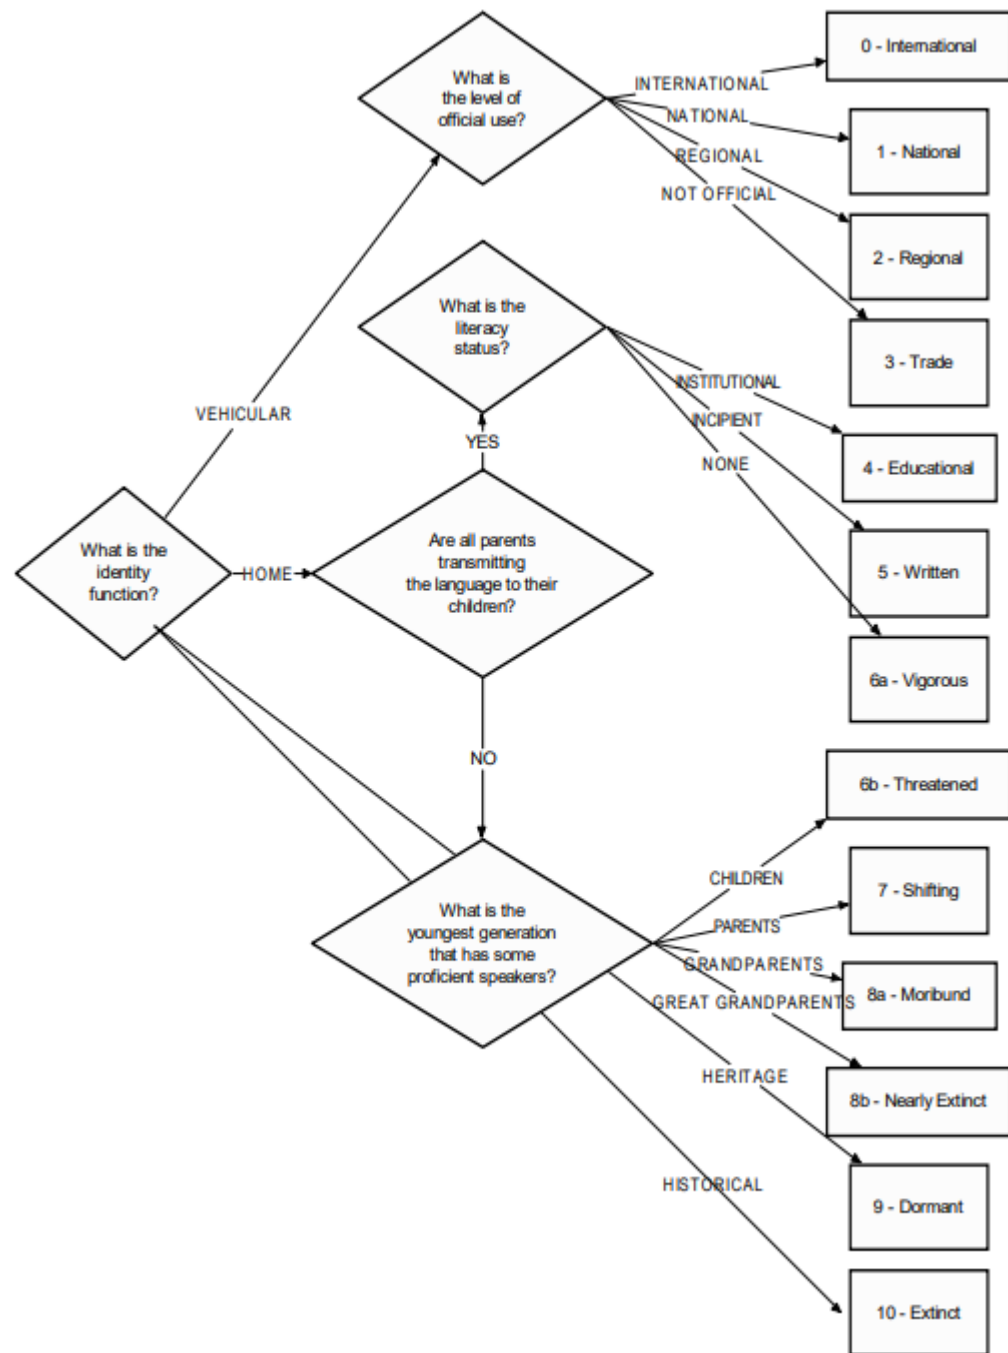 What is
the level of
official use?
INTERNATIONAL
NATIONAL
REGIONAL
NOT OFFICIAL
0 - International
1 - National
2 - Regional
3 - Trade
What is the
literacy
status?
INSTITUTIONAL
INCIPIENT
NONE
4 - Educational
5 - Written
6a - Vigorous
VEHICULAR
YES
What is the
identity
function?
HOME
Are all parents
transmitting
the language to their
children?
NO
What is the
youngest generation
that has some
proficient speakers?
CHILDREN
PARENTS
GRANDPARENTS
GREAT GRANDPARENTS
HERITAGE
HISTORICAL
6b - Threatened
7 - Shifting
8a - Moribund
8b - Nearly Extinct
9 - Dormant
10 - Extinct